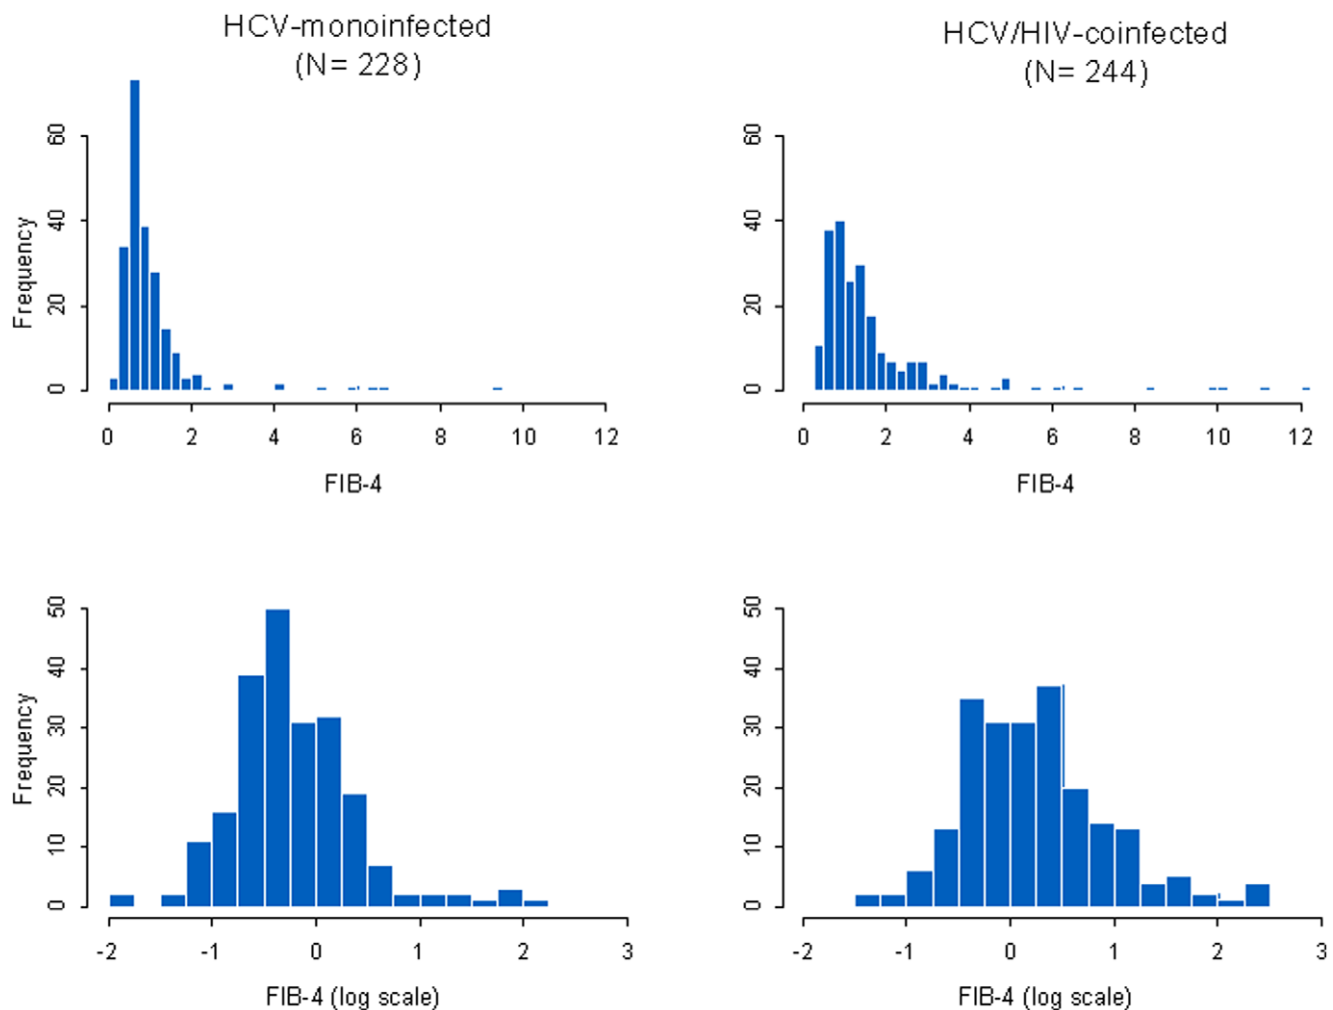 HCV-monoinfected
(N= 228)
HCV/HIV-coinfected
(N= 244)
Frequency
0 20 40 60
0 2 4 6 8 10 12
FIB-4
0 20 40 60
0 2 4 6 8 10 12
FIB-4
Frequency
0 10 20 30 40 50
-2 -1 0 1 2 3
FIB-4 (log scale)
0 10 20 30 40 50
-2 -1 0 1 2 3
FIB-4 (log scale)